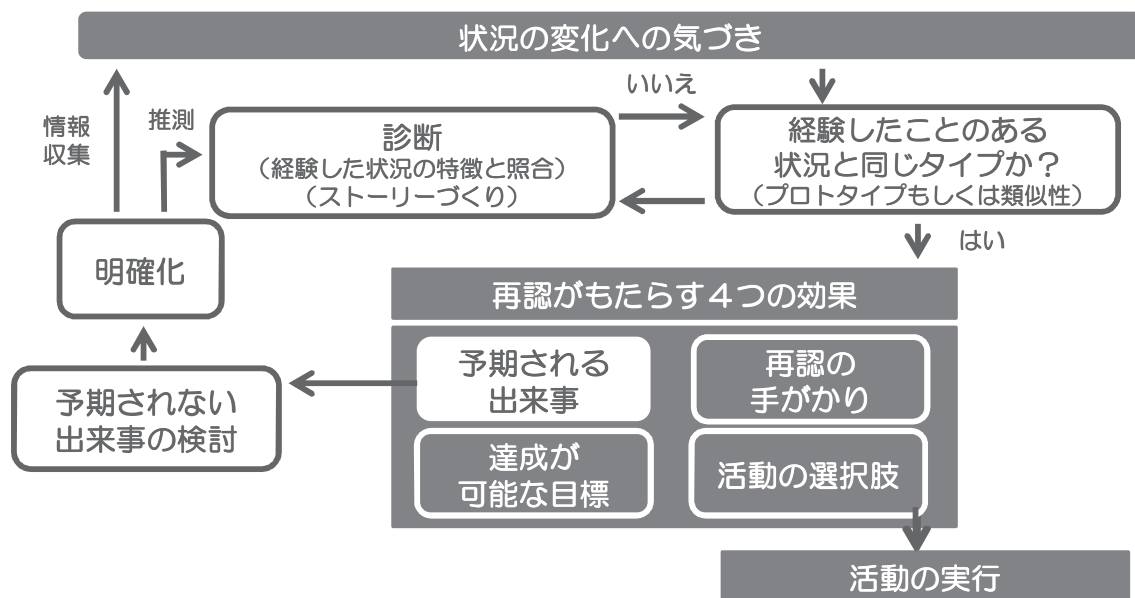 状況の変化への気づき
いいえ
情報
収集
推測
診断
（経験した状況の特徴と照合）
（ストーリーづくり）
経験したことのある
状況と同じタイプか？
（プロトタイプもしくは類似性）
はい
明確化
再認がもたらす４つの効果
予期される
出来事
再認の
手がかり
予期されない
出来事の検討
達成が
可能な目標
活動の選択肢
活動の実行